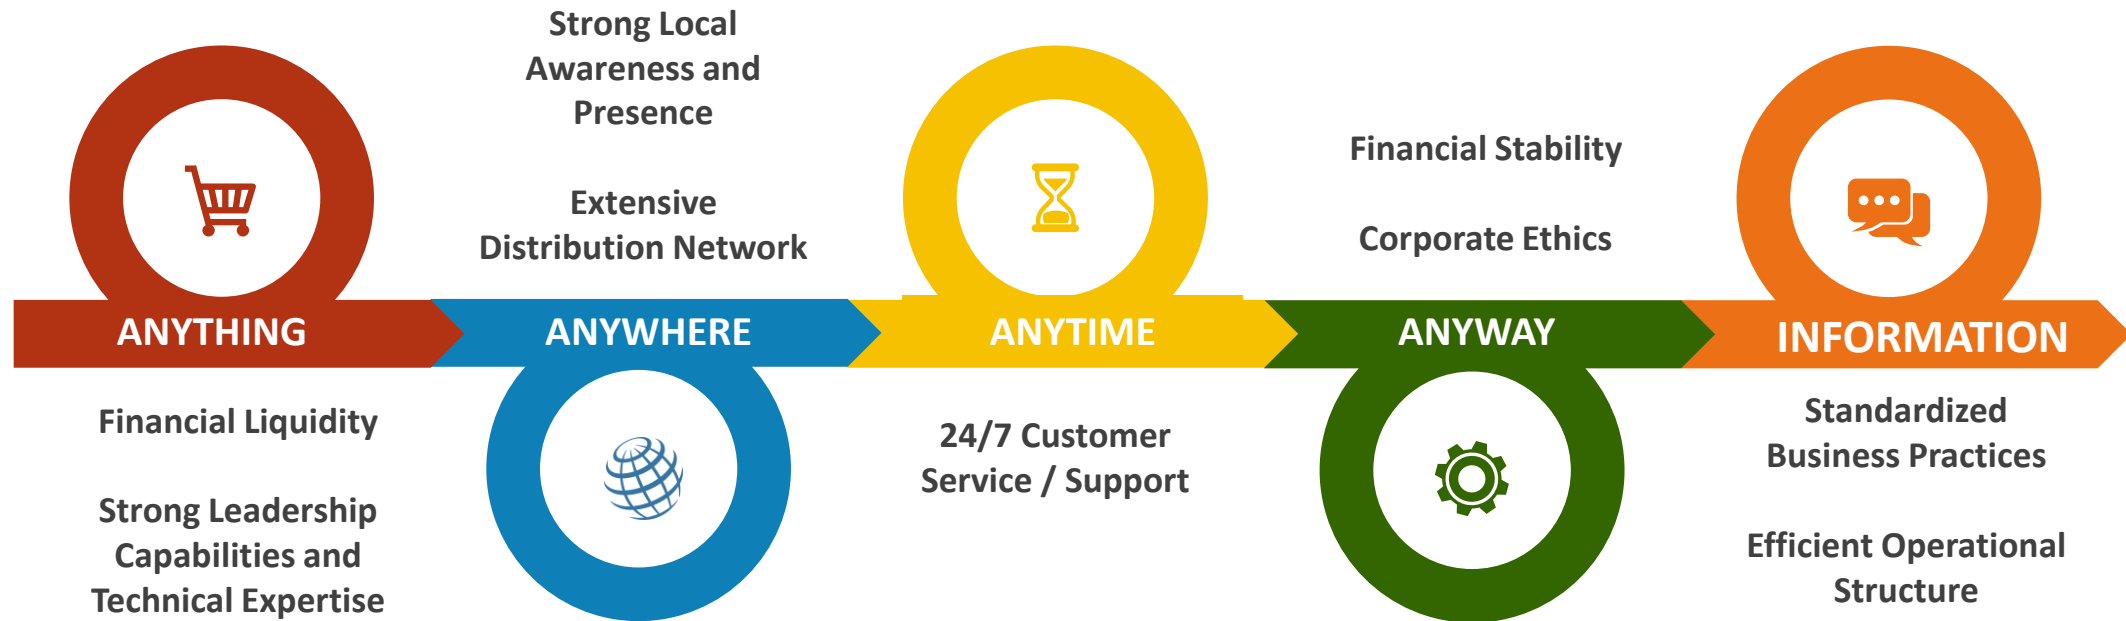 ANYTHING
Financial Liquidity
Strong Leadership
Capabilities and
Technical Expertise
Strong Local
Awareness and
Presence
Extensive
Distribution Network
ANYWHERE
ANYTIME
24/7 Customer
Service / Support
Financial Stability
Corporate Ethics
ANYWAY
INFORMATION
Standardized
Business Practices
Efficient Operational
Structure